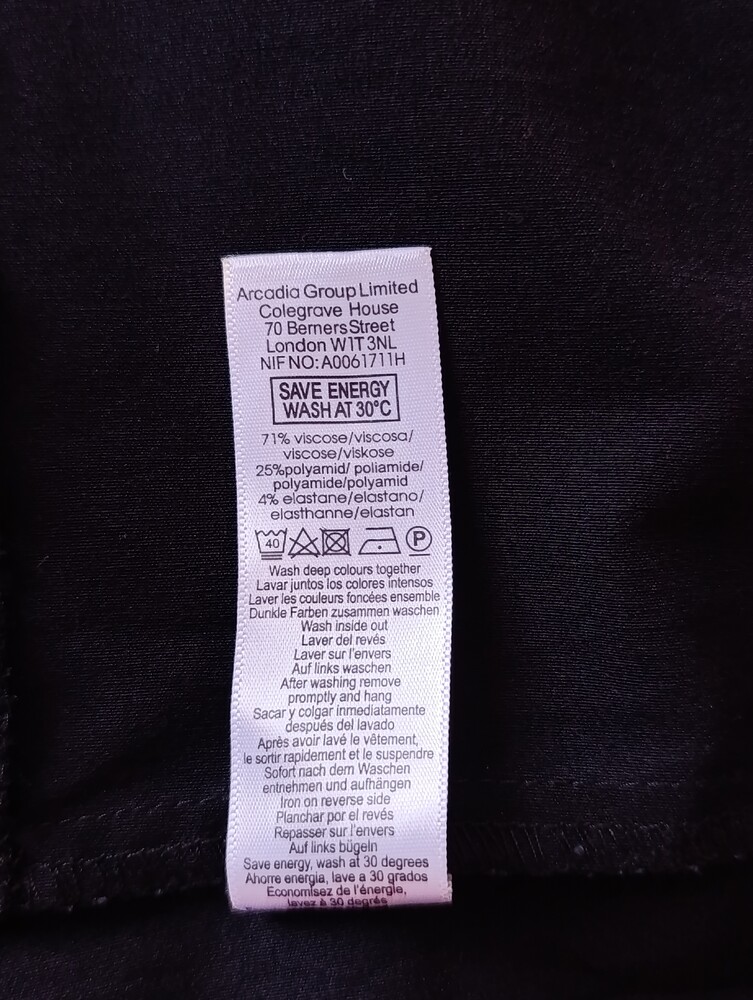 Arcadia Group Limited
Colegrave House
70 Berners Street
London W1T 3NL
NIF NO: A0061711H
SAVE ENERGY
WASH AT 30°C
71% viscose/viscosa/
viscose/viskose
25%polyamid/ poliamide/
polyamide/polyamid
4% elastane/elastano/
elasthanne/elastan
40 P
Wash deep colours together
Lavar juntos los colores intensos
Laver les couleurs foncées ensemble
Dunkle Farben zusammen waschen
Wash inside out
Laver del revés
Laver sur l'envers
Auf links waschen
After washing remove
promptly and hang
Sacar y colgar inmediatamente
después del lavado
Après avoir lavé le vêtement,
le sortir rapidement et le suspendre
Sofort nach dem Waschen
entnehmen und aufhängen
Iron on reverse side
Planchar por el revés
Repasser sur l'envers
Auf links bügeln
Save energy, wash at 30 degrees
Ahorre energia, lave a 30 grados
Economisez de l'énergie,
lavez à 30 degrés